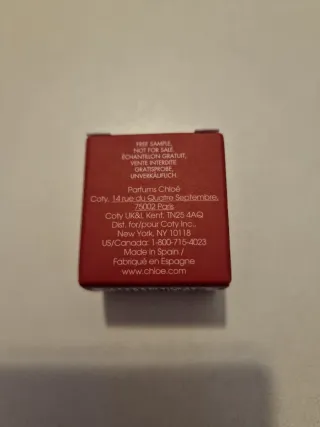 FREE SAMPLE,
NOT FOR SALE.
ÉCHANTILLON GRATUIT,
VENTE INTERDITE.
GRATISPROBE,
UNVERKÄUFLICH.
Parfums Chloé
Coty, 14 rue du Quatre Septembre,
75002 Paris
Coty UK&I, Kent, TN25 4AQ
Dist. for/pour Coty Inc.,
New York, NY 10118
US/Canada: 1-800-715-4023
Made in Spain /
Fabriqué en Espagne
www.chloe.com